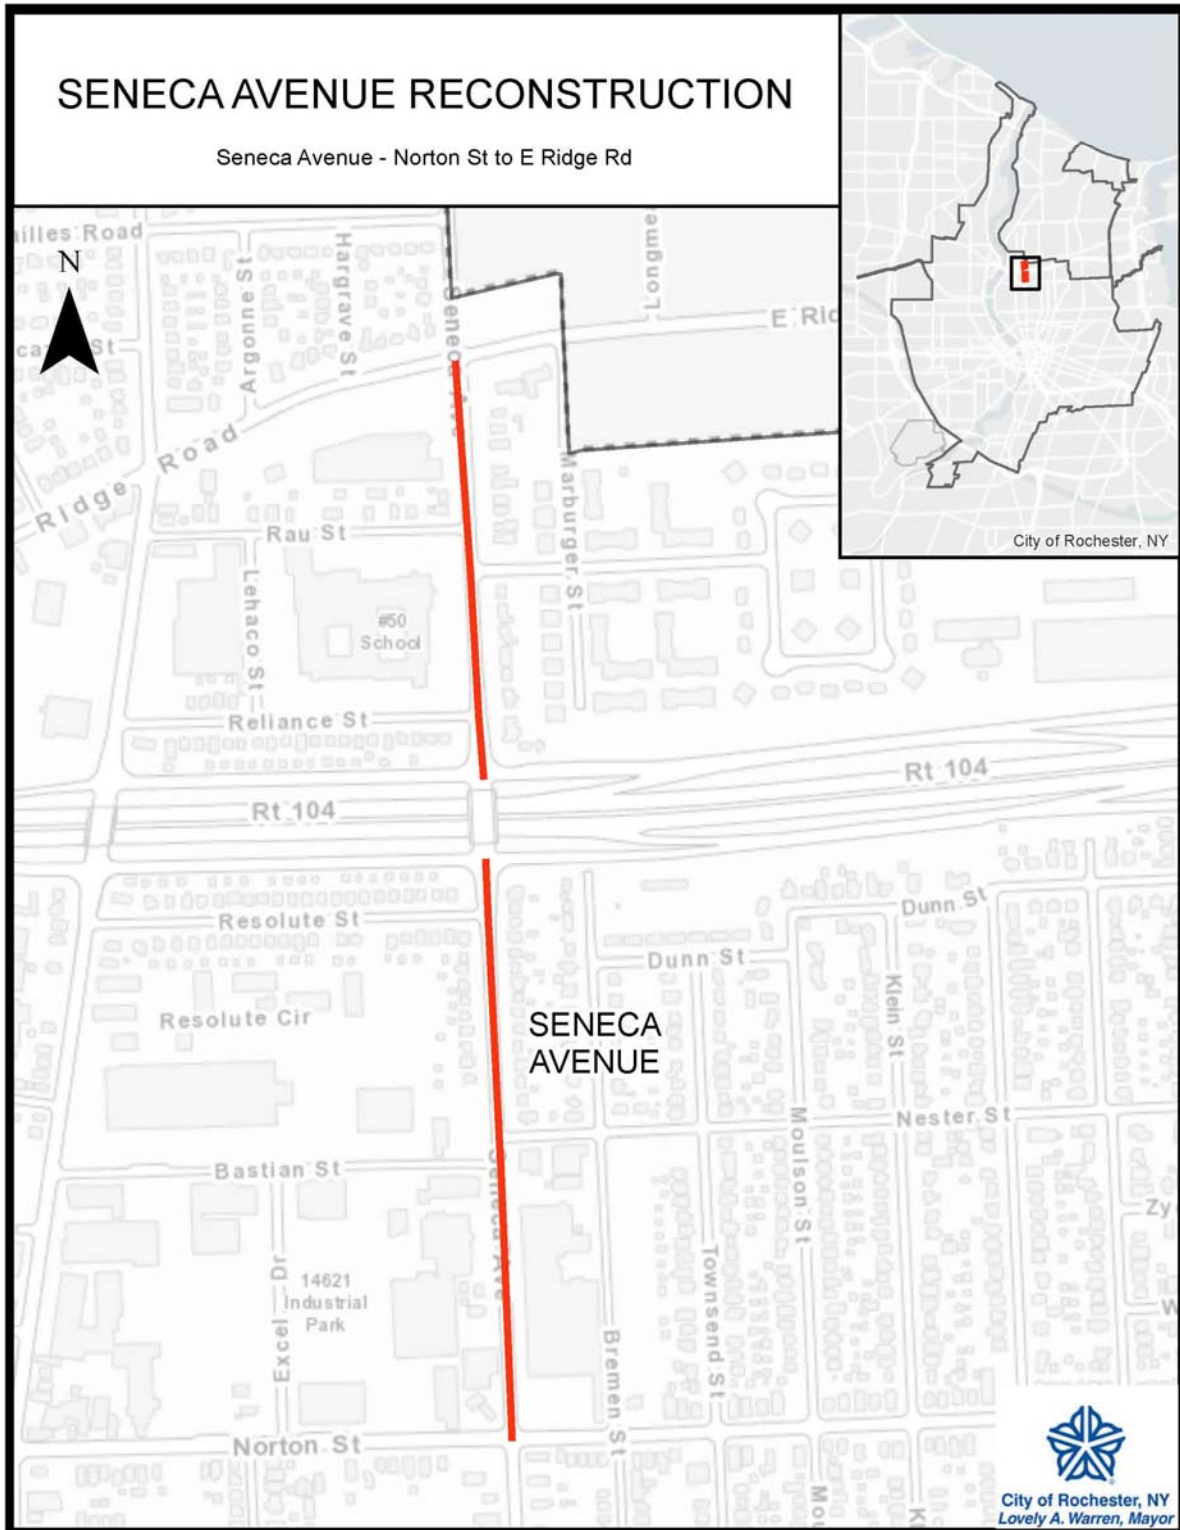 SENECA AVENUE RECONSTRUCTION
Seneca Avenue - Norton St to E Ridge Rd
City of Rochester, NY
N
Hargrave St
Argonne St
Seneca Ave
E Ridge Road
Marburger St
Rau St
Lehaco St
#50
School
Reliance St
Rt 104
Rt 104
Resolute St
Dunn St
Dunn St
Resolute Cir
Klein St
SENECA
AVENUE
Nester St
Moulson St
Bastian St
Seneca Ave
Townsend St
Excel Dr
14621
Industrial
Park
Bremen St
Norton St
City of Rochester, NY
Lovely A. Warren, Mayor